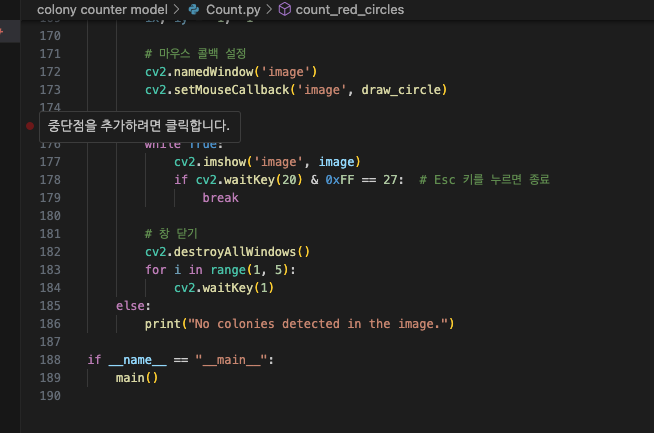 colony counter model > Count.py > count_red_circles
170
171 # 마우스 콜백 설정
172 cv2.namedWindow('image')
173 cv2.setMouseCallback('image', draw_circle)
174
중단점을 추가하려면 클릭합니다.
176 while True:
177 cv2.imshow('image', image)
178 if cv2.waitKey(20) & 0xFF == 27:  # Esc 키를 누르면 종료
179 break
180
181 # 창 닫기
182 cv2.destroyAllWindows()
183 for i in range(1, 5):
184 cv2.waitKey(1)
185 else:
186 print("No colonies detected in the image.")
187
188 if __name__ == "__main__":
189 main()
190